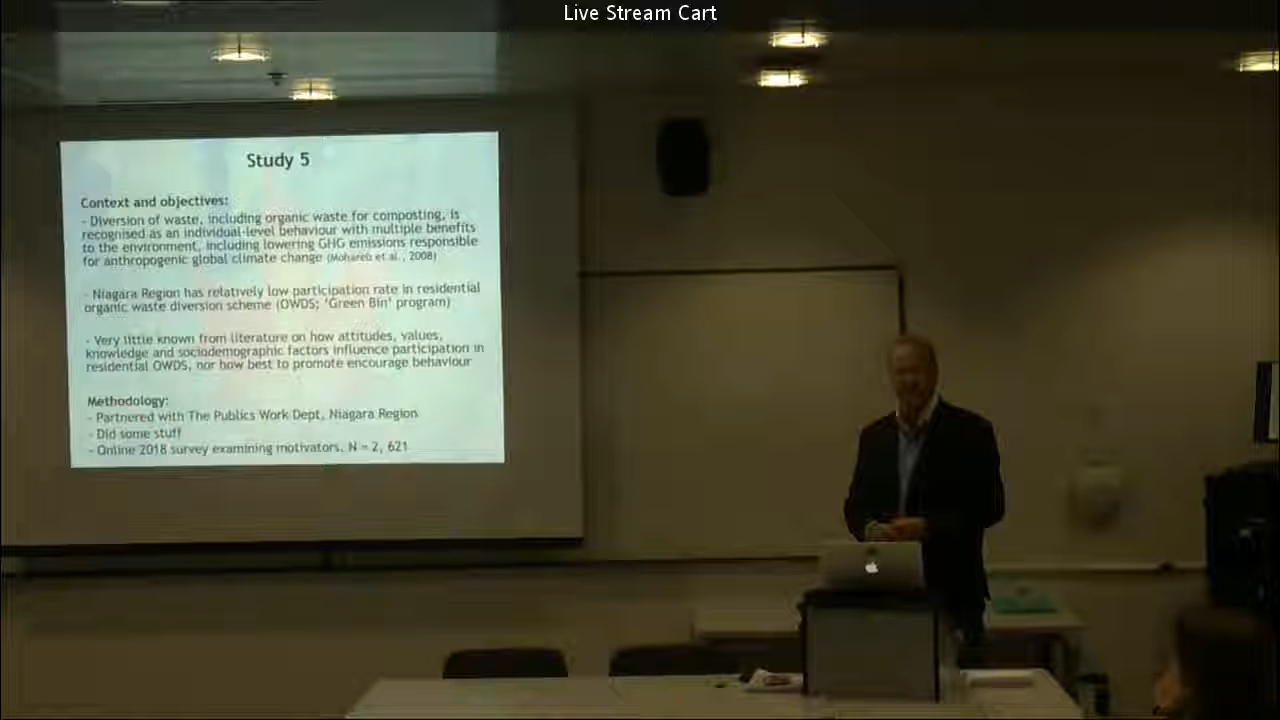 Live Stream Cart
Study 5
Context and objectives:
- Diversion of waste, including organic waste for composting, is
recognised as an individual-level behaviour with multiple benefits
to the environment, including lowering GHG emissions responsible
for anthropogenic global climate change (Mohareb et al., 2008)
- Niagara Region has relatively low participation rate in residential
organic waste diversion scheme (OWDS; 'Green Bin' program)
- Very little known from literature on how attitudes, values,
knowledge and sociodemographic factors influence participation in
residential OWDS, nor how best to promote encourage behaviour
Methodology:
- Partnered with The Publics Work Dept, Niagara Region
- Did some stuff
- Online 2018 survey examining motivators. N = 2, 621